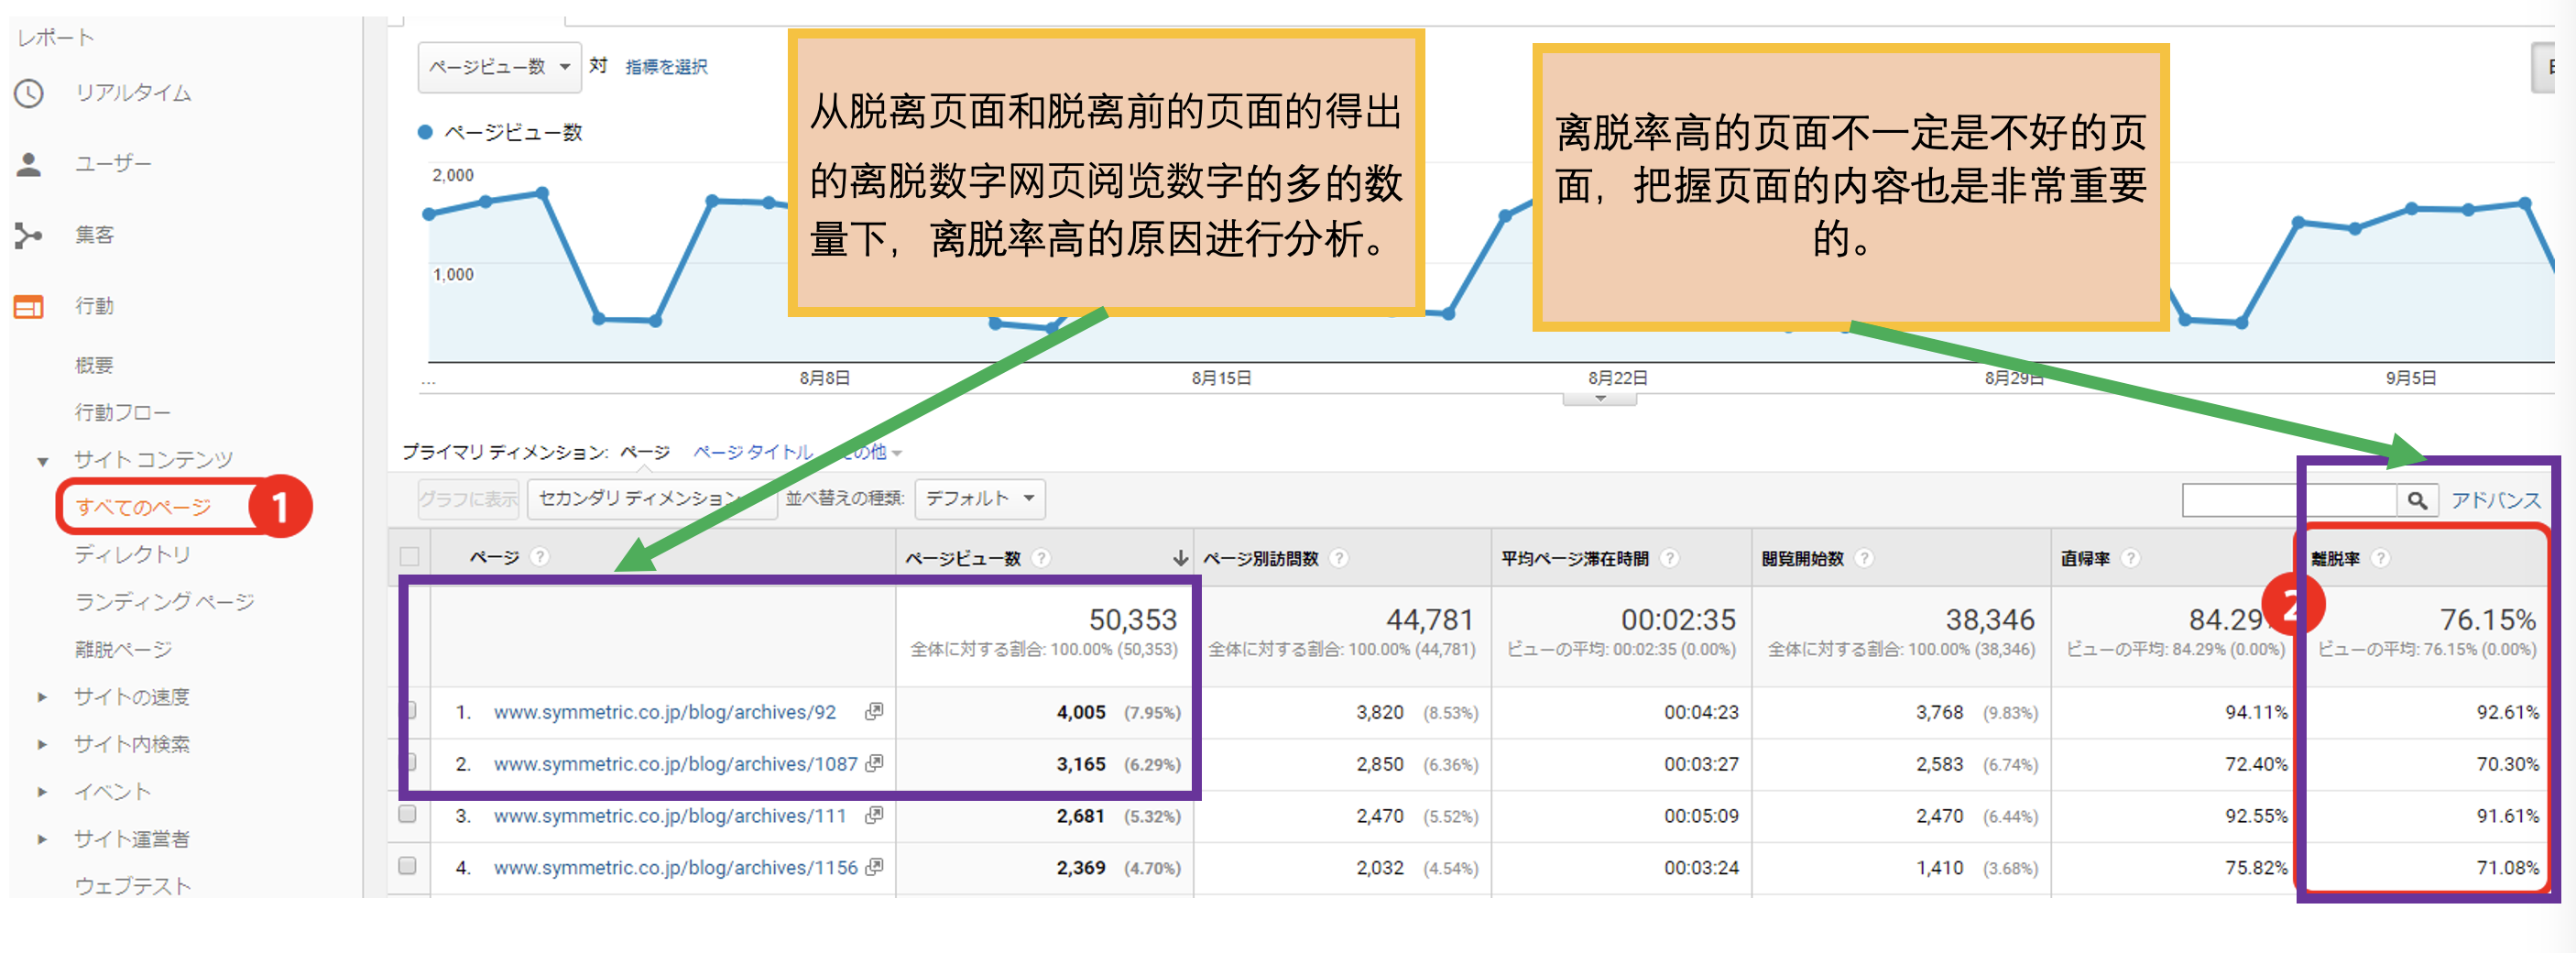 レポート
リアルタイム
ユーザー
集客
行動
概要
行動フロー
サイト コンテンツ
すべてのページ
1
ディレクトリ
ランディング ページ
離脱ページ
サイトの速度
サイト内検索
イベント
サイト運営者
ウェブテスト
ページビュー数 対 指標を選択
ページビュー数
2,000
1,000
从脱离页面和脱离前的页面的得出
的离脱数字网页阅览数字的多的数
量下，离脱率高的原因进行分析。
离脱率高的页面不一定是不好的页
面，把握页面的内容也是非常重要
的。
... 8月8日 8月15日 8月22日 8月29日 9月5日
プライマリ ディメンション: ページ ページ タイトル の他
グラフに表示 セカンダリ ディメンション 並べ替えの種類: デフォルト アドバンス
ページ ? ページビュー数 ? ページ別訪問数 ? 平均ページ滞在時間 ? 閲覧開始数 ? 直帰率 ? 離脱率 ?
50,353 44,781 00:02:35 38,346 84.29 2 76.15%
全体に対する割合: 100.00% (50,353) 全体に対する割合: 100.00% (44,781) ビューの平均: 00:02:35 (0.00%) 全体に対する割合: 100.00% (38,346) ビューの平均: 84.29% (0.00%) ビューの平均: 76.15% (0.00%)
1. www.symmetric.co.jp/blog/archives/92 4,005 (7.95%) 3,820 (8.53%) 00:04:23 3,768 (9.83%) 94.11% 92.61%
2. www.symmetric.co.jp/blog/archives/1087 3,165 (6.29%) 2,850 (6.36%) 00:03:27 2,583 (6.74%) 72.40% 70.30%
3. www.symmetric.co.jp/blog/archives/111 2,681 (5.32%) 2,470 (5.52%) 00:05:09 2,470 (6.44%) 92.55% 91.61%
4. www.symmetric.co.jp/blog/archives/1156 2,369 (4.70%) 2,032 (4.54%) 00:03:24 1,410 (3.68%) 75.82% 71.08%